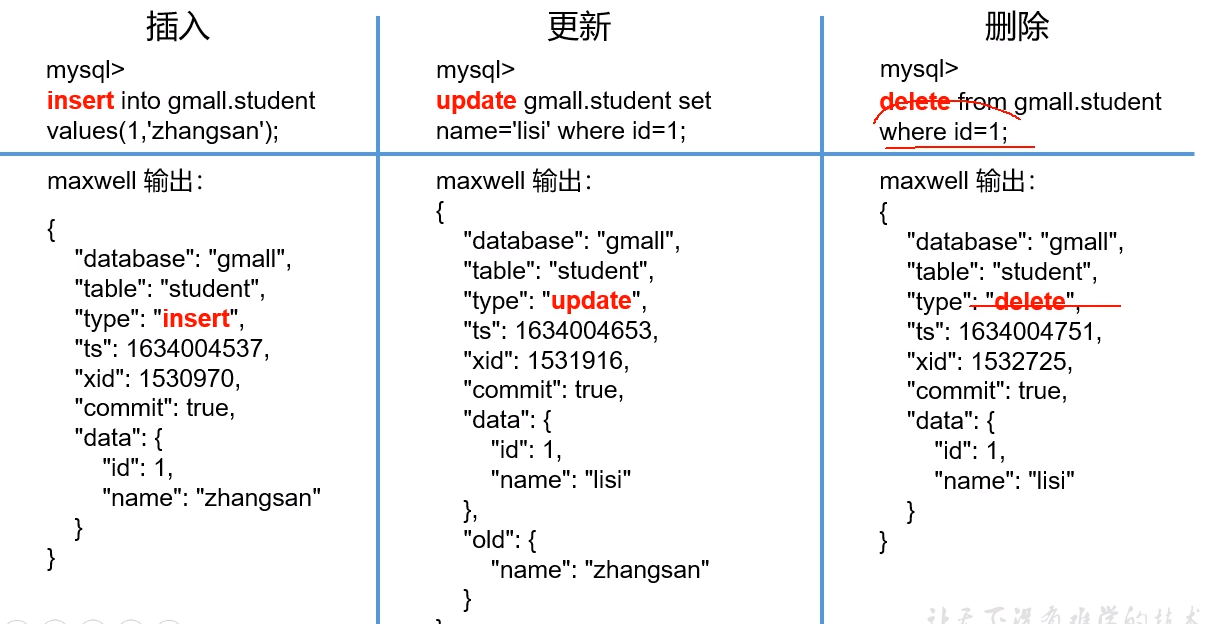 插入
mysql>
insert into gmall.student
values(1,'zhangsan');
maxwell 输出：
{
"database": "gmall",
"table": "student",
"type": "insert",
"ts": 1634004537,
"xid": 1530970,
"commit": true,
"data": {
"id": 1,
"name": "zhangsan"
}
}
更新
mysql>
update gmall.student set
name='lisi' where id=1;
maxwell 输出：
{
"database": "gmall",
"table": "student",
"type": "update",
"ts": 1634004653,
"xid": 1531916,
"commit": true,
"data": {
"id": 1,
"name": "lisi"
},
"old": {
"name": "zhangsan"
}
}
删除
mysql>
delete from gmall.student
where id=1;
maxwell 输出：
{
"database": "gmall",
"table": "student",
"type": "delete",
"ts": 1634004751,
"xid": 1532725,
"commit": true,
"data": {
"id": 1,
"name": "lisi"
}
}
让天下没有难学的技术